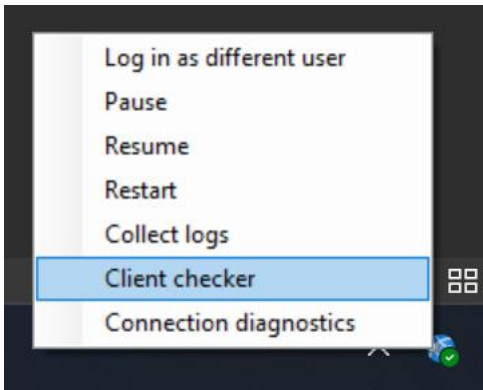 Log in as different user
Pause
Resume
Restart
Collect logs
Client checker
Connection diagnostics